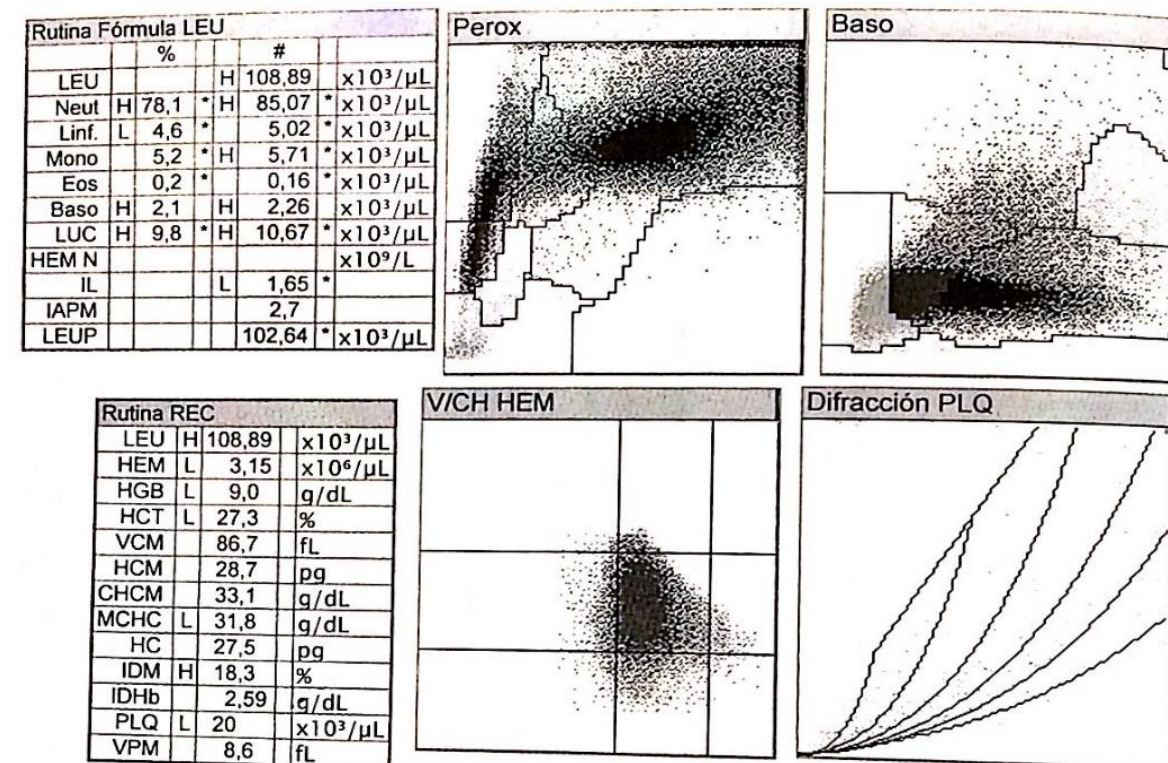 Rutina Fórmula LEU
% #
LEU H 108,89 x10³/µL
Neut H 78,1 * H 85,07 * x10³/µL
Linf. L 4,6 * 5,02 * x10³/µL
Mono 5,2 * H 5,71 * x10³/µL
Eos 0,2 * 0,16 * x10³/µL
Baso H 2,1 H 2,26 x10³/µL
LUC H 9,8 * H 10,67 * x10³/µL
HEM N x10⁹/L
IL L 1,65 *
IAPM 2,7
LEUP 102,64 * x10³/µL
Perox
Baso
Rutina REC
LEU H 108,89 x10³/µL
HEM L 3,15 x10⁶/µL
HGB L 9,0 g/dL
HCT L 27,3 %
VCM 86,7 fL
HCM 28,7 pg
CHCM 33,1 g/dL
MCHC L 31,8 g/dL
HC 27,5 pg
IDM H 18,3 %
IDHb 2,59 g/dL
PLQ L 20 x10³/µL
VPM 8,6 fL
V/CH HEM
Difracción PLQ